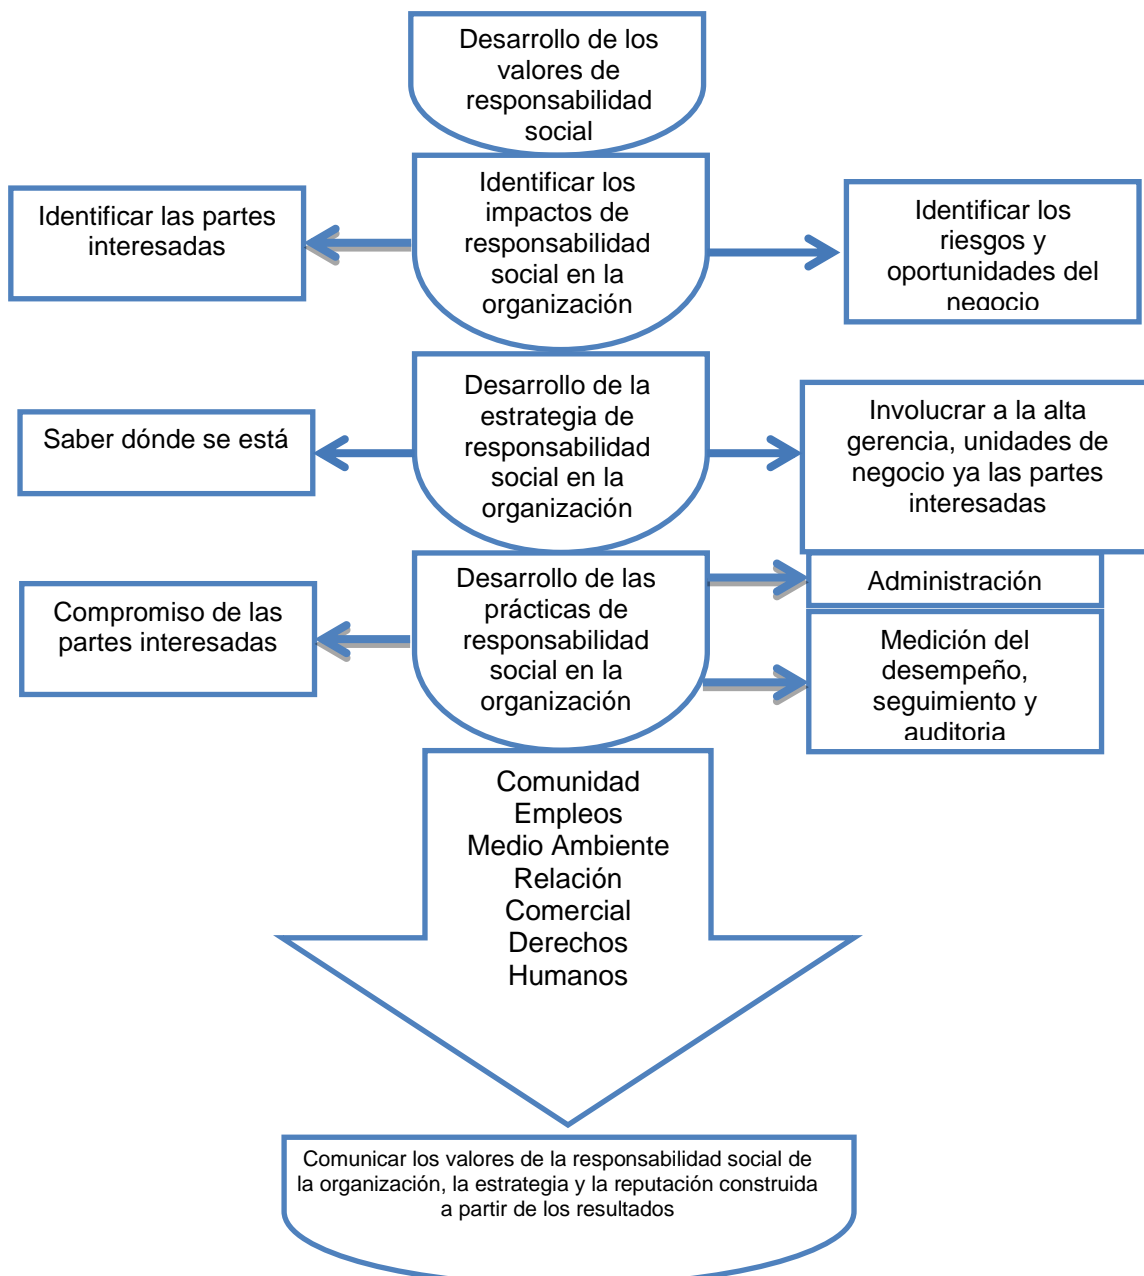 Desarrollo de los
valores de
responsabilidad
social
Identificar los
impactos de
responsabilidad
social en la
organización
Identificar las partes
interesadas
Identificar los
riesgos y
oportunidades del
negocio
Desarrollo de la
estrategia de
responsabilidad
social en la
organización
Saber dónde se está
Involucrar a la alta
gerencia, unidades de
negocio ya las partes
interesadas
Desarrollo de las
prácticas de
responsabilidad
social en la
organización
Compromiso de las
partes interesadas
Administración
Medición del
desempeño,
seguimiento y
auditoria
Comunidad
Empleos
Medio Ambiente
Relación
Comercial
Derechos
Humanos
Comunicar los valores de la responsabilidad social de
la organización, la estrategia y la reputación construida
a partir de los resultados